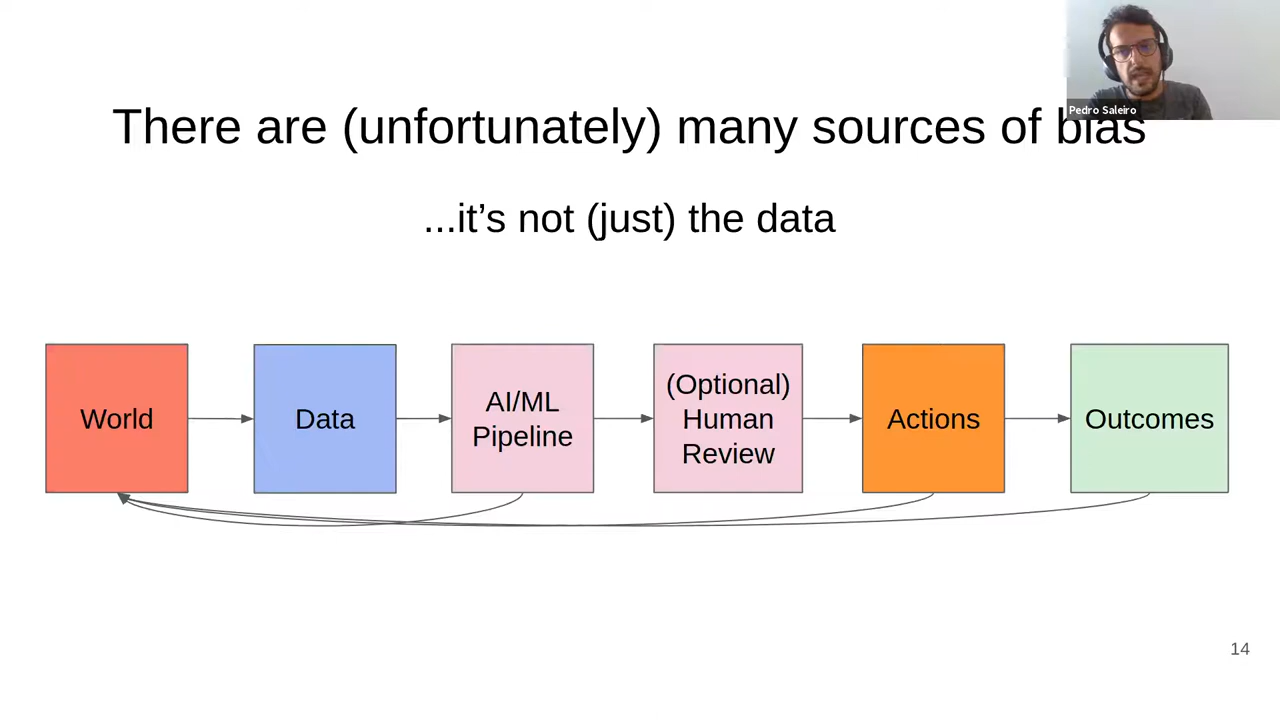 Pedro Saleiro
There are (unfortunately) many sources of bias
...it’s not (just) the data
World
Data
AI/ML
Pipeline
(Optional)
Human
Review
Actions
Outcomes
14